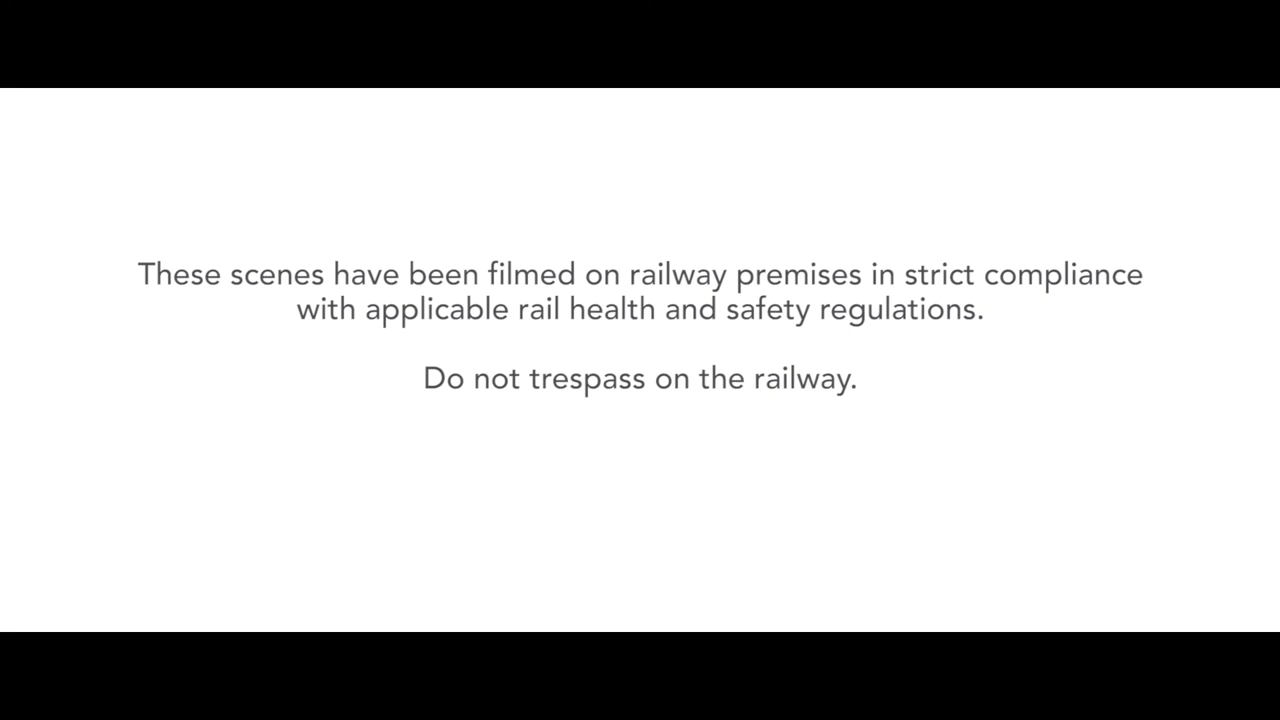 These scenes have been filmed on railway premises in strict compliance
with applicable rail health and safety regulations.
Do not trespass on the railway.